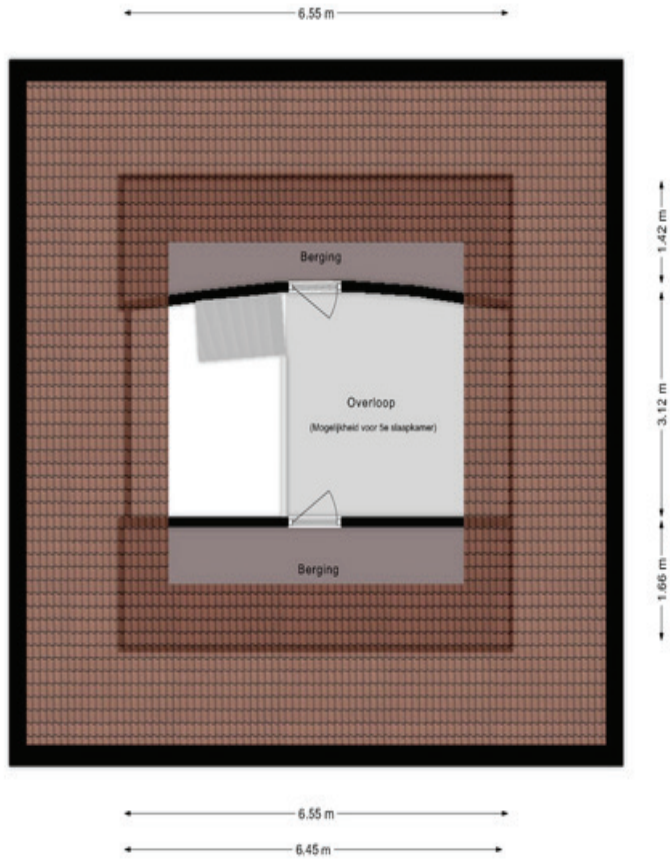 6.55 m
1.42 m
Berging
3.12 m
Overloop
(Mogelijkheid voor 5e slaapkamer)
1.66 m
Berging
6.55 m
6.45 m